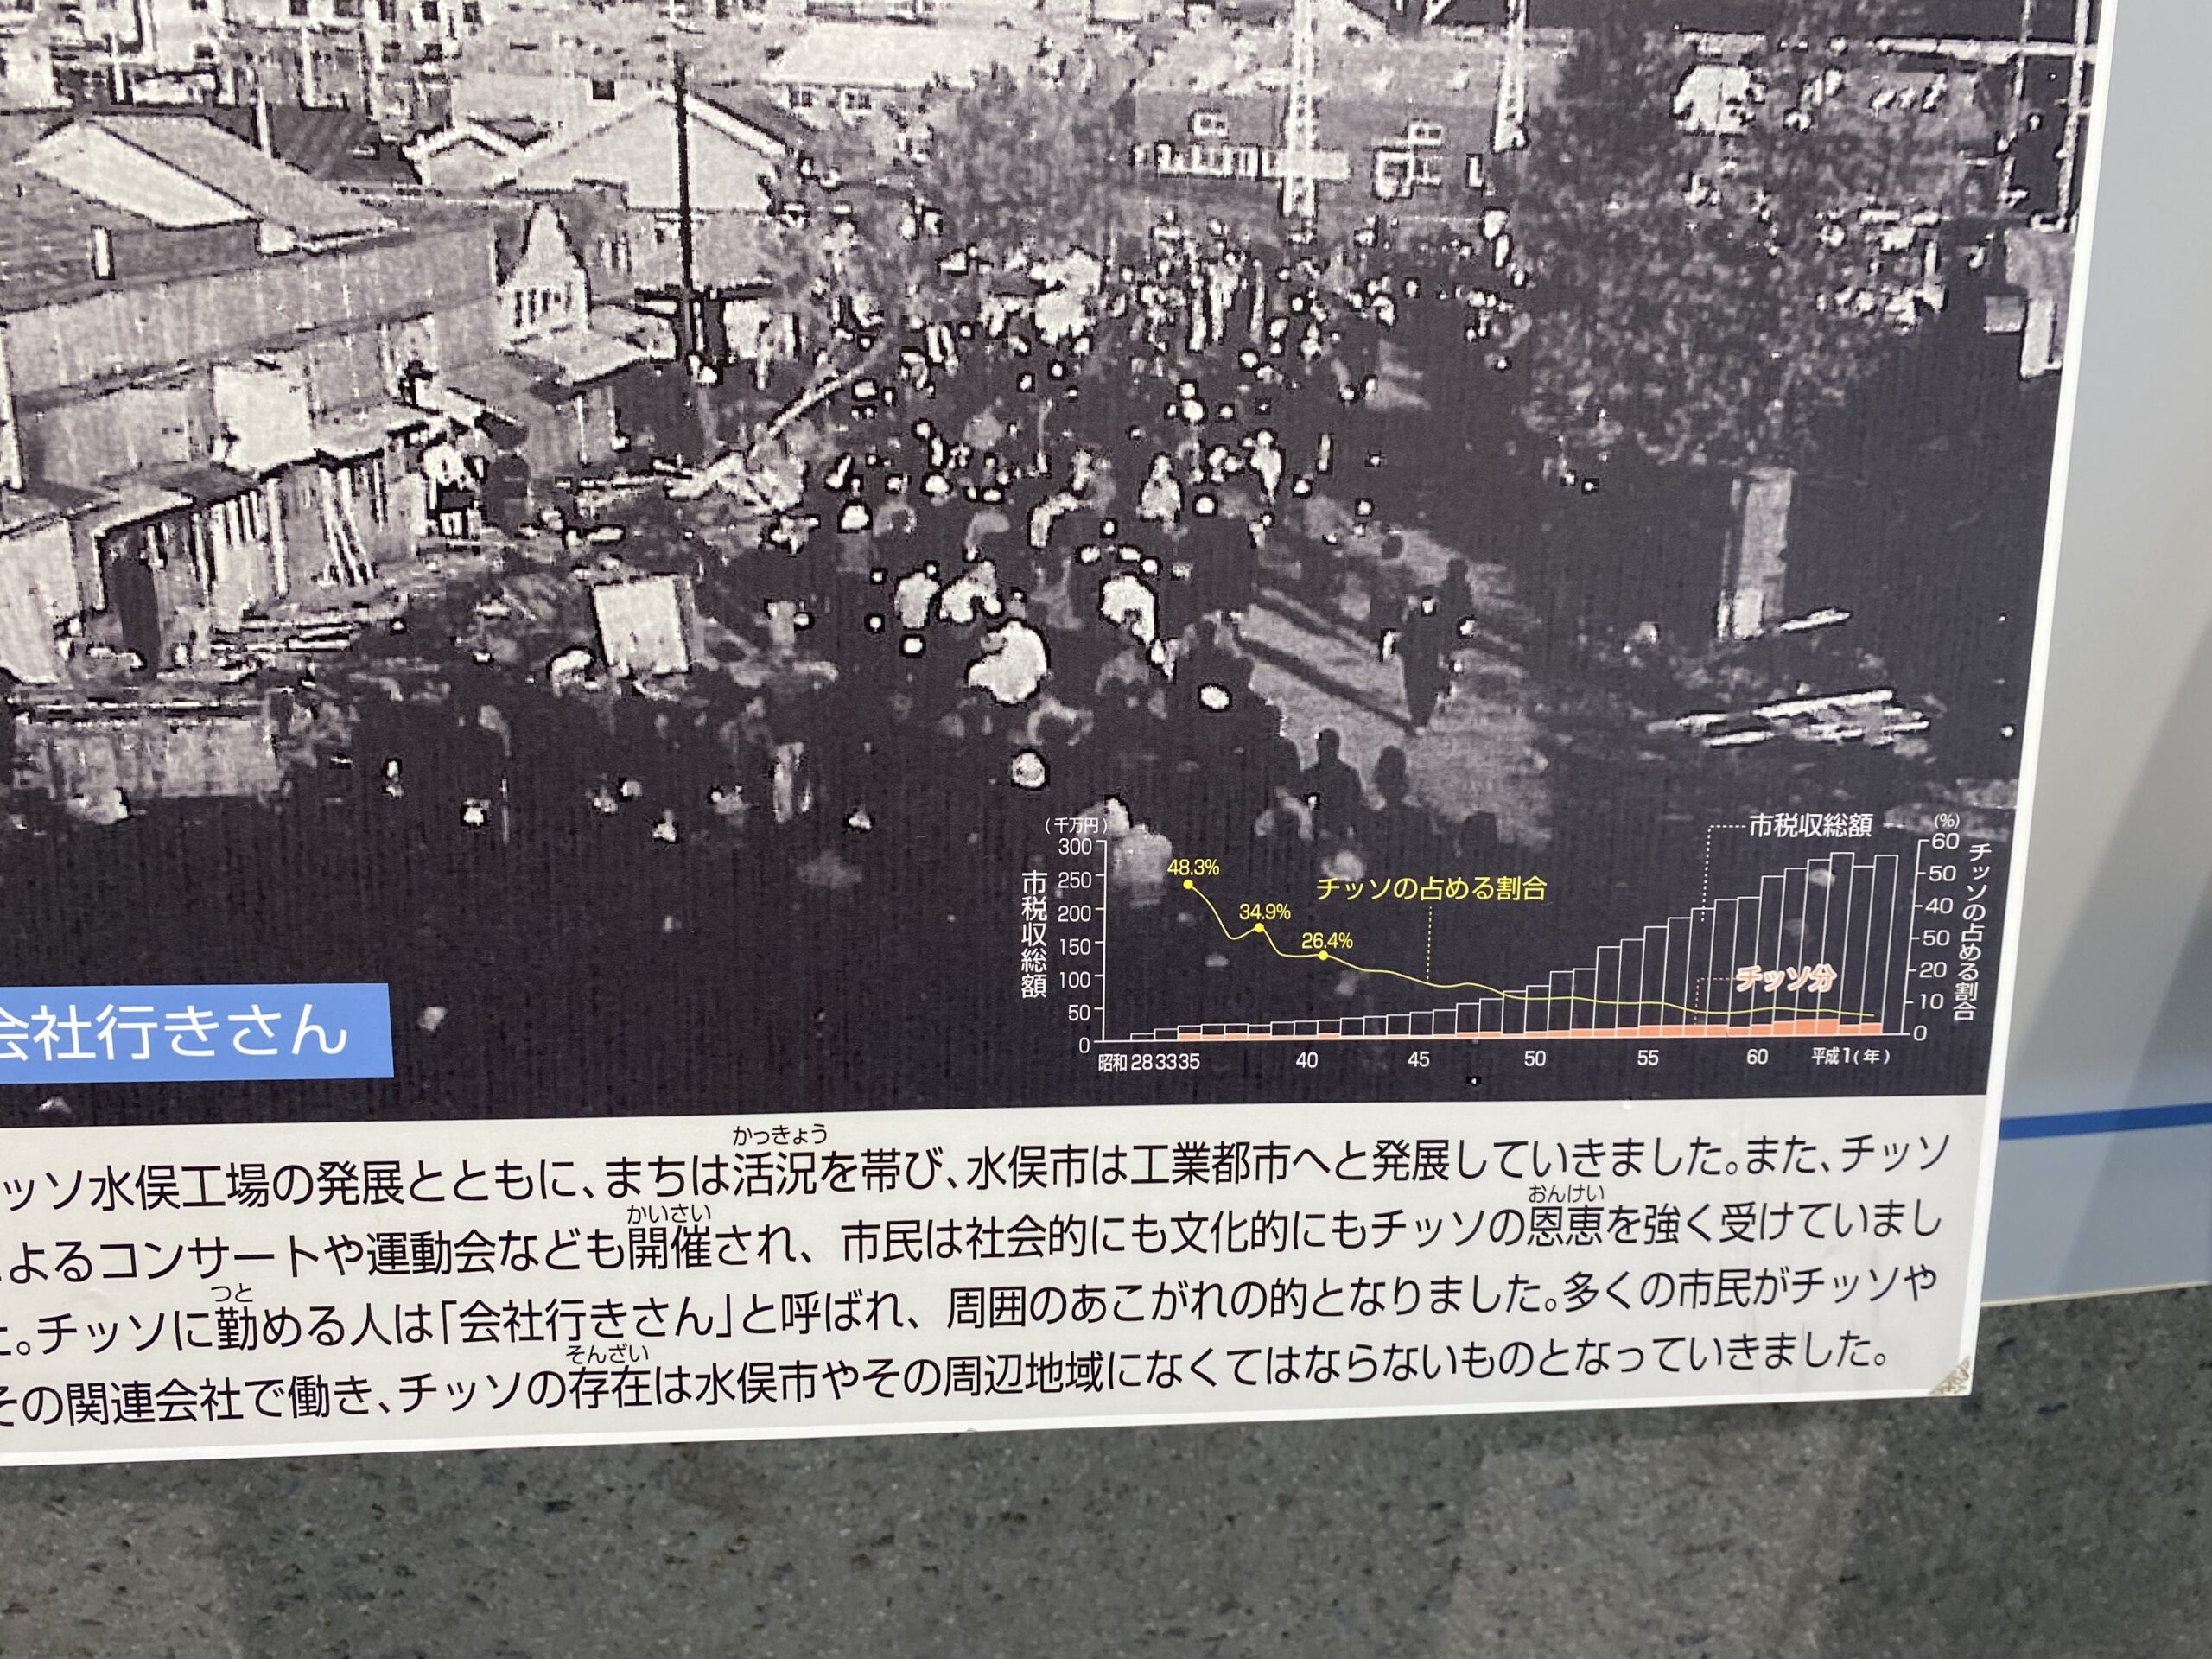 (千万円)
300
250
200
150
100
50
0
市税収総額
48.3%
34.9%
26.4%
チッソの占める割合
市税収総額
チッソ分
(%)
60
50
40
50
20
10
0
チッソの占める割合
昭和 28 33 35 40 45 50 55 60 平成1(年)
会社行きさん
かっきょう
ッソ水俣工場の発展とともに、まちは活況を帯び、水俣市は工業都市へと発展していきました。また、チッソ
かいさい おんけい
よるコンサートや運動会なども開催され、市民は社会的にも文化的にもチッソの恩恵を強く受けていまし
つと
た。チッソに勤める人は「会社行きさん」と呼ばれ、周囲のあこがれの的となりました。多くの市民がチッソや
そんざい
その関連会社で働き、チッソの存在は水俣市やその周辺地域になくてはならないものとなっていきました。